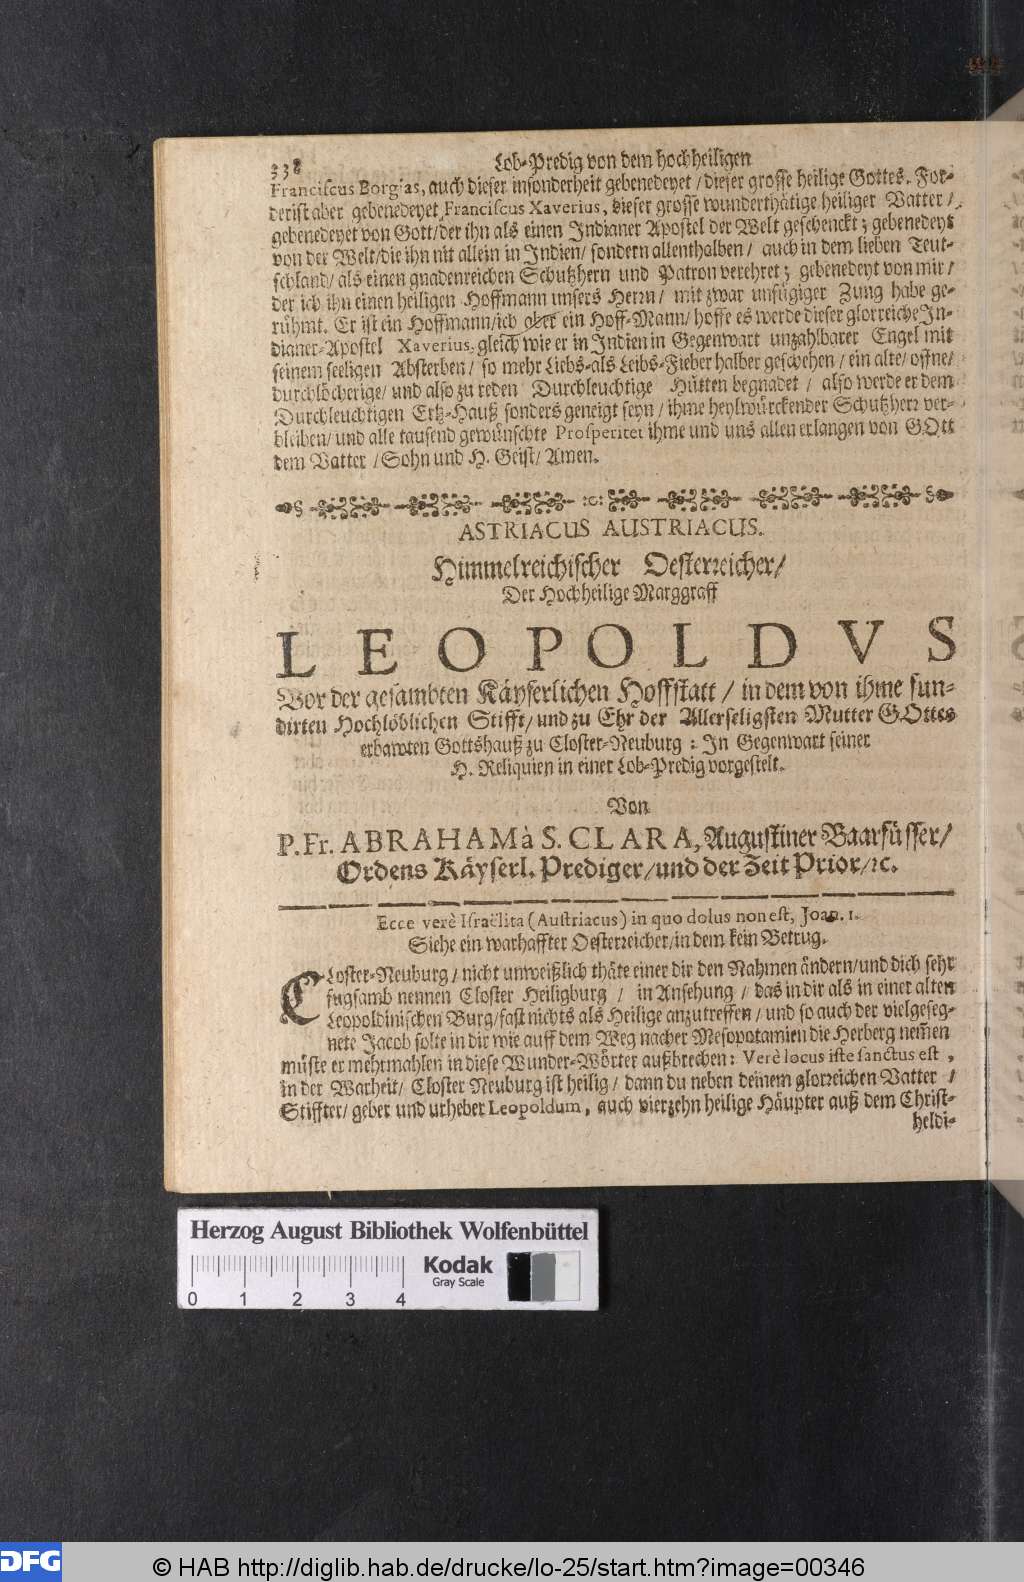 338 Lob-Predig von dem hochheiligen
Franciſcus Borgias, auch dieser insonderheit gebenedeyet / dieser grosse heilige Gottes. For-
derist aber gebenedeyet Franciſcus Xaverius, dieser grosse wunderthätige heiliger Vatter /
gebenedeyet von Gott/ der ihn als einen Indianer Apostel der Welt geschenckt; gebenedeyt
von der Welt/ die ihn nit allein in Indien/ sondern allenthalben / auch in dem lieben Teut-
schland/ als einen gnadenreichen Schutzherrn und Patron verehret; gebenedeyt von mir /
der ich ihn einen heiligen Hoffmann unsers Herrn / mit zwar unfügiger Zung habe ge-
rühmt. Er ist ein Hoffmann/ich aber ein Hoff-Mann/ hoffe es werde dieser glorreiche In-
dianer-Apostel Xaverius, gleich wie er in Indien in Gegenwart unzahlbarer Engel mit
seinem seeligen Absterben / so mehr Liebs-als Leibs-Fieber halber geschehen / ein alte/ offne/
durchlöcherige/ und also zu reden Durchleuchtige Hütten begnadet / also werde er dem
Durchleuchtigen Ertz-Hauß sonders geneigt seyn / ihme heylwürckender Schutzherr ver-
bleiben/ und alle tausend gewünschte Proſperitet ihme und uns allen erlangen von GOtt
dem Vatter / Sohn und H. Geist/ Amen.
ASTRIACUS AUSTRIACUS.
Himmelreichischer Oesterreicher/
Der Hochheilige Marggraff
LEOPOLDVS
Vor der gesambten Käyserlichen Hoffstatt / in dem von ihme fun-
dirten Hochlöblichen Stifft / und zu Ehr der Allerseligsten Mutter GOttes
erbawten Gottshauß zu Closter-Neuburg : In Gegenwart seiner
H. Reliquien in einer Lob-Predig vorgestelt.
Von
P. Fr. ABRAHAM à S. CLARA, Augustiner Baarfüsser/
Ordens Käyserl. Prediger / und der Zeit Prior / ꝛc.
Ecce verè Iſraëlita (Auſtriacus) in quo dolus non eſt, Joan. 1.
Siehe ein warhaffter Oesterreicher/ in dem kein Betrug.
CLoster-Neuburg / nicht unweißlich thäte einer dir den Nahmen ändern/ und dich sehr
fugsamb nennen Closter Heiligburg / in Ansehung / das in dir als in einer alten
Leopoldinischen Burg/ fast nichts als Heilige anzutreffen / und so auch der vielgeseg-
nete Jacob solte in dir wie auff dem Weg nacher Mesopotamien die Herberg nem̃en
müste er mehrmahlen in diese Wunder-Wörter außbrechen: Verè locus iſte ſanctus eſt,
in der Warheit/ Closter Neuburg ist heilig / dann du neben deinem glorreichen Vatter /
Stiffter/ geber und urheber Leopoldum, auch vierzehn heilige Häupter auß dem Christ-
heldi-
Herzog August Bibliothek Wolfenbüttel
Kodak
Gray Scale
0 1 2 3 4
DFG
© HAB http://diglib.hab.de/drucke/lo-25/start.htm?image=00346